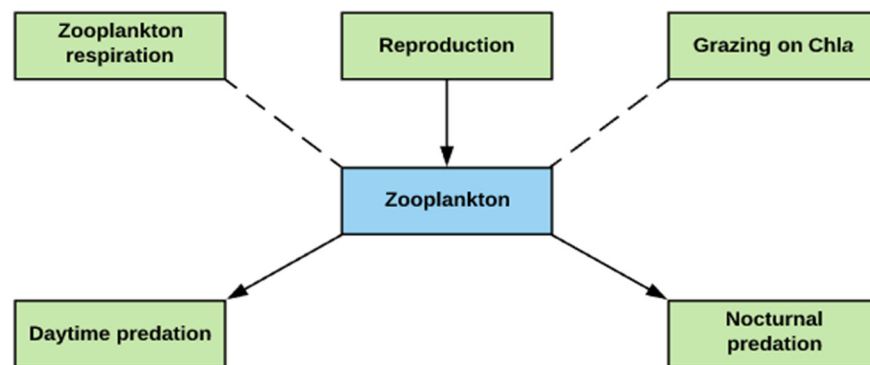 Zooplankton
respiration
Reproduction
Grazing on Chla
Zooplankton
Daytime predation
Nocturnal
predation